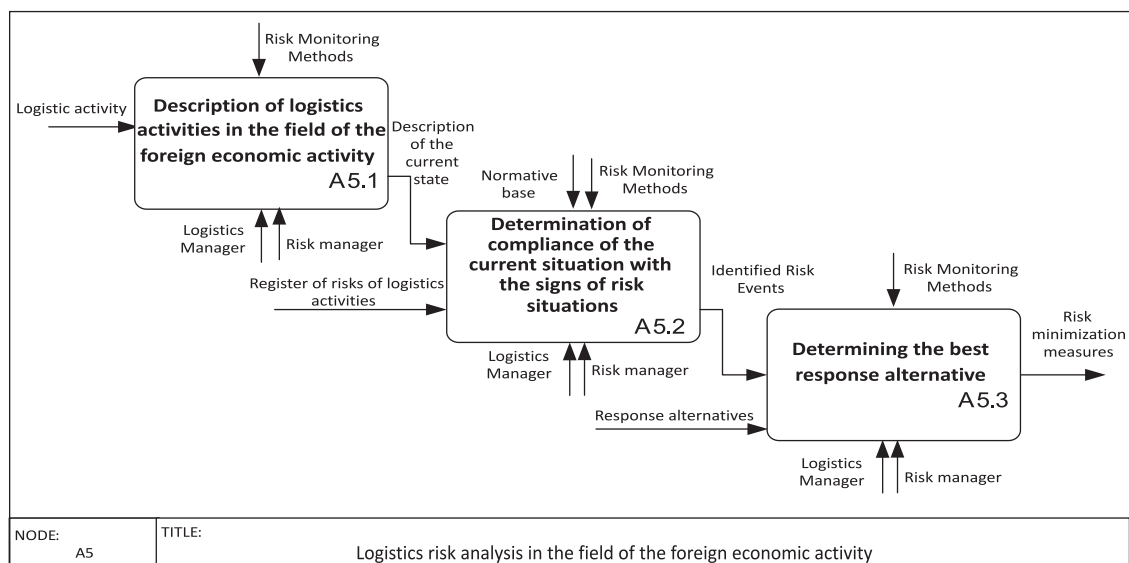 Risk Monitoring
Methods
Logistic activity
Description of logistics
activities in the field of the
foreign economic activity
A5.1
Description
of the
current
state
Logistics
Manager
Risk manager
Normative
base
Risk Monitoring
Methods
Register of risks of logistics
activities
Determination of
compliance of the
current situation with
the signs of risk
situations
A5.2
Logistics
Manager
Risk manager
Identified Risk
Events
Risk Monitoring
Methods
Response alternatives
Determining the best
response alternative
A5.3
Risk
minimization
measures
Logistics
Manager
Risk manager
NODE:
A5
TITLE:
Logistics risk analysis in the field of the foreign economic activity